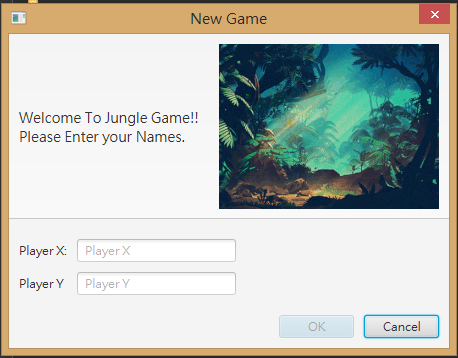 New Game
Welcome To Jungle Game!!
Please Enter your Names.
Player X: Player X
Player Y Player Y
OK Cancel